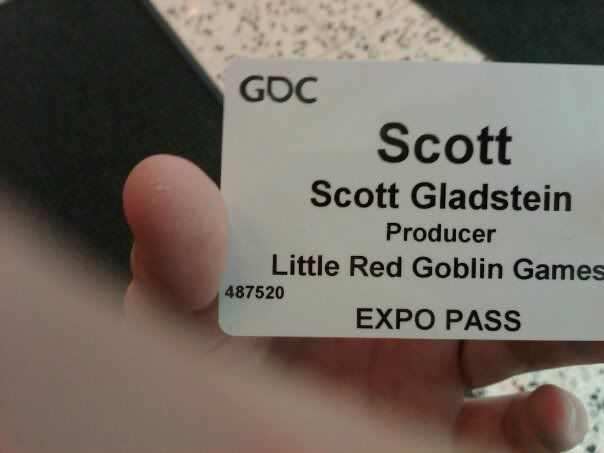 GDC
Scott
Scott Gladstein
Producer
Little Red Goblin Games
487520
EXPO PASS